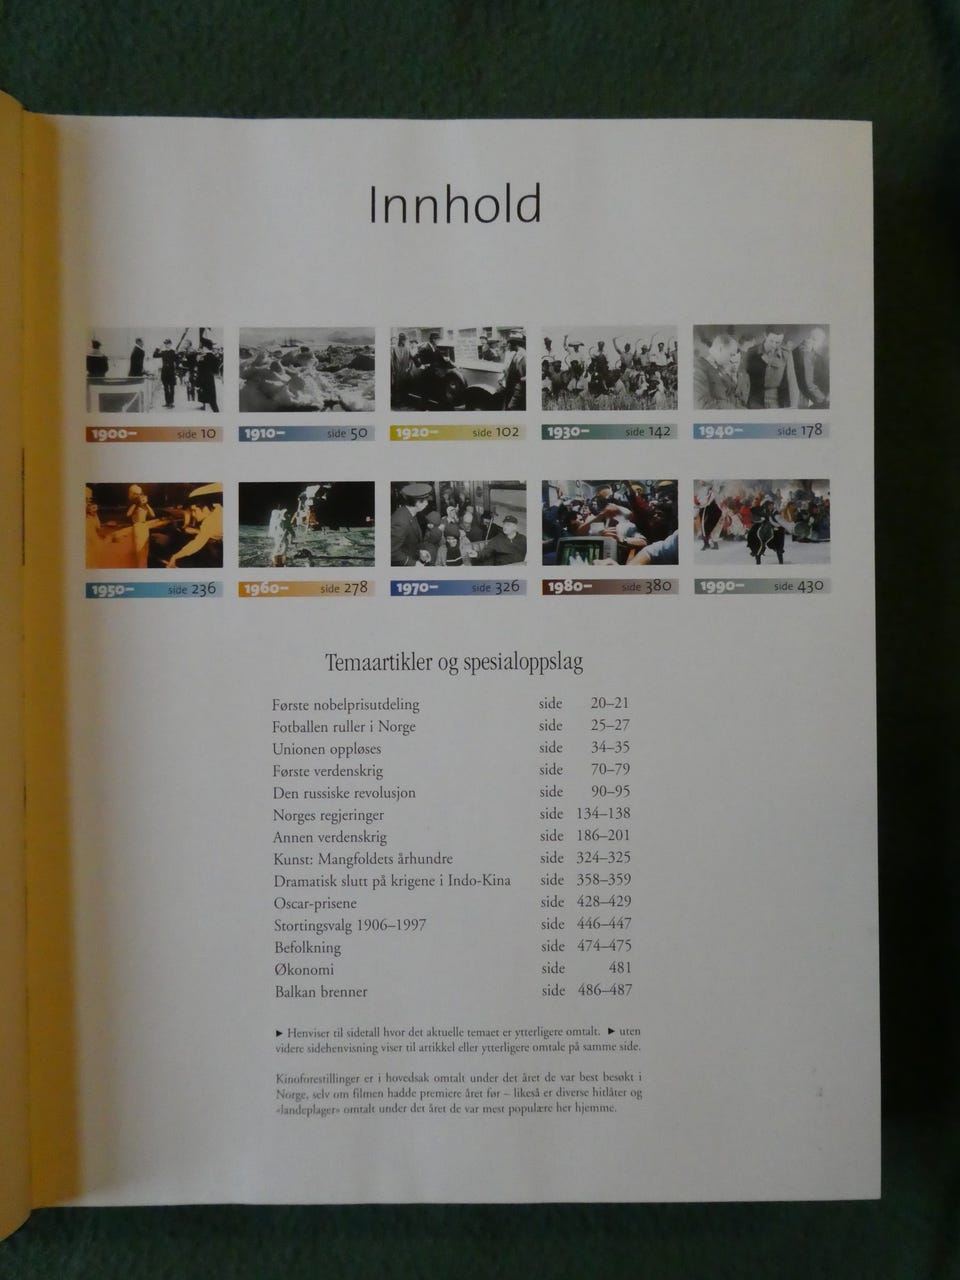 Innhold
1900– side 10
1910– side 50
1920– side 102
1930– side 142
1940– side 178
1950– side 236
1960– side 278
1970– side 326
1980– side 380
1990– side 430
Temaartikler og spesialoppslag
Første nobelprisutdeling side 20–21
Fotballen ruller i Norge side 25–27
Unionen oppløses side 34–35
Første verdenskrig side 70–79
Den russiske revolusjon side 90–95
Norges regjeringer side 134–138
Annen verdenskrig side 186–201
Kunst: Mangfoldets århundre side 324–325
Dramatisk slutt på krigene i Indo-Kina side 358–359
Oscar-prisene side 428–429
Stortingsvalg 1906–1997 side 446–447
Befolkning side 474–475
Økonomi side 481
Balkan brenner side 486–487
► Henviser til sidetall hvor det aktuelle temaet er ytterligere omtalt. ► uten
videre sidehenvisning viser til artikkel eller ytterligere omtale på samme side.
Kinoforestillinger er i hovedsak omtalt under det året de var best besøkt i
Norge, selv om filmen hadde premiere året før – likeså er diverse hitlåter og
«landeplager» omtalt under det året de var mest populære her hjemme.